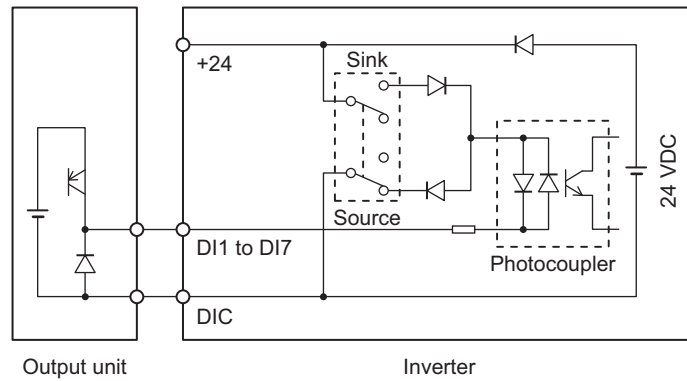 +24
Sink
24 VDC
Source
DI1 to DI7
Photocoupler
DIC
Output unit
Inverter